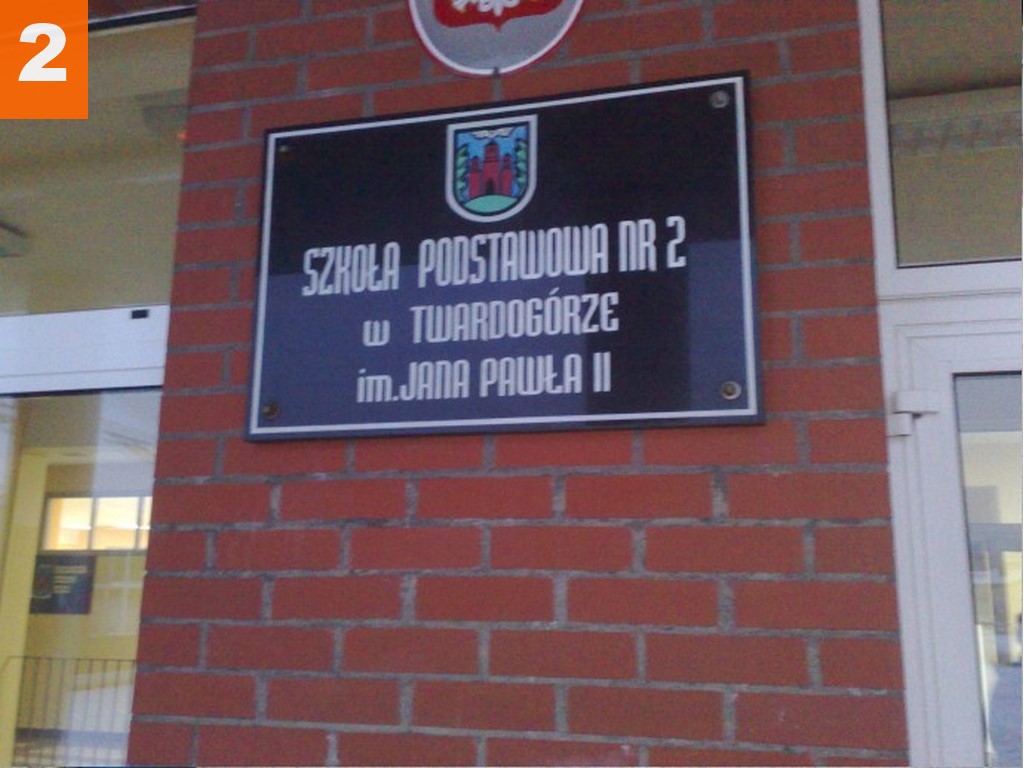 2
SZKOŁA PODSTAWOWA NR 2
w TWARDOGÓRZE
im. JANA PAWŁA II